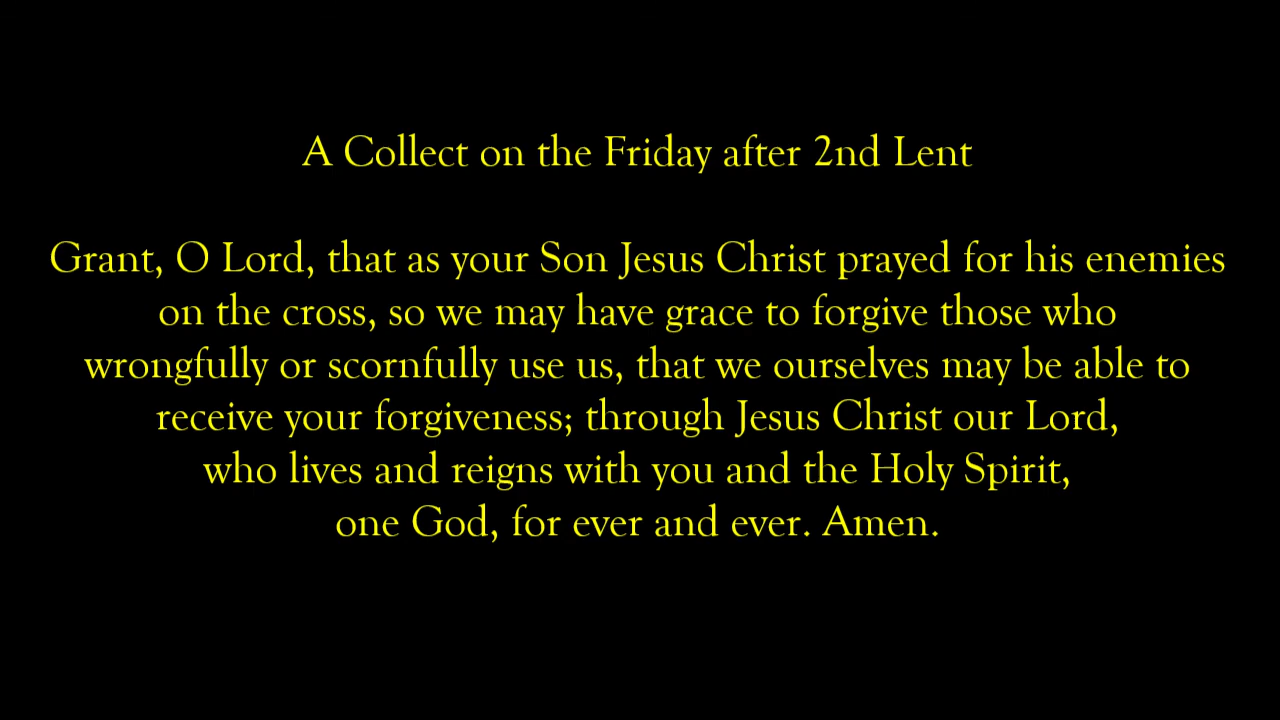 A Collect on the Friday after 2nd Lent
Grant, O Lord, that as your Son Jesus Christ prayed for his enemies
on the cross, so we may have grace to forgive those who
wrongfully or scornfully use us, that we ourselves may be able to
receive your forgiveness; through Jesus Christ our Lord,
who lives and reigns with you and the Holy Spirit,
one God, for ever and ever. Amen.